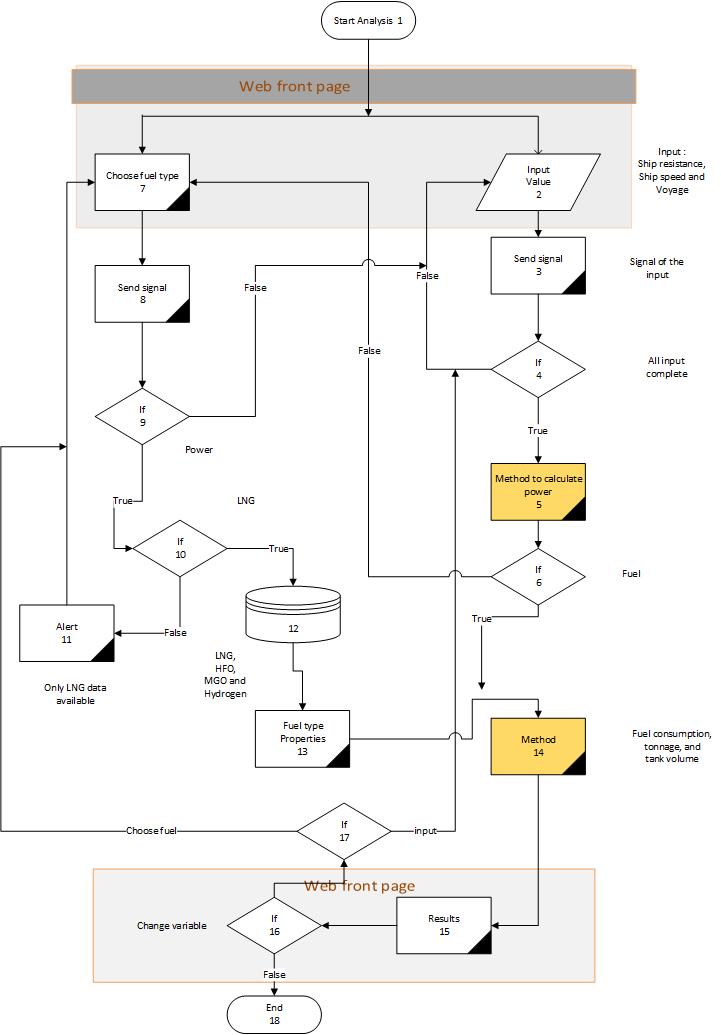 Start Analysis 1
Web front page
Choose fuel type
7
Input
Value
2
Input :
Ship resistance,
Ship speed and
Voyage
Send signal
8
Send signal
3
Signal of the
input
False
False
False
If
4
All input
complete
If
9
Power
True
Method to calculate
power
5
True
LNG
If
10
True
If
6
Fuel
Alert
11
False
12
True
Only LNG data
available
LNG,
HFO,
MGO and
Hydrogen
Fuel type
Properties
13
Method
14
Fuel consumption,
tonnage, and
tank volume
Choose fuel
If
17
input
Web front page
Change variable
If
16
Results
15
False
End
18